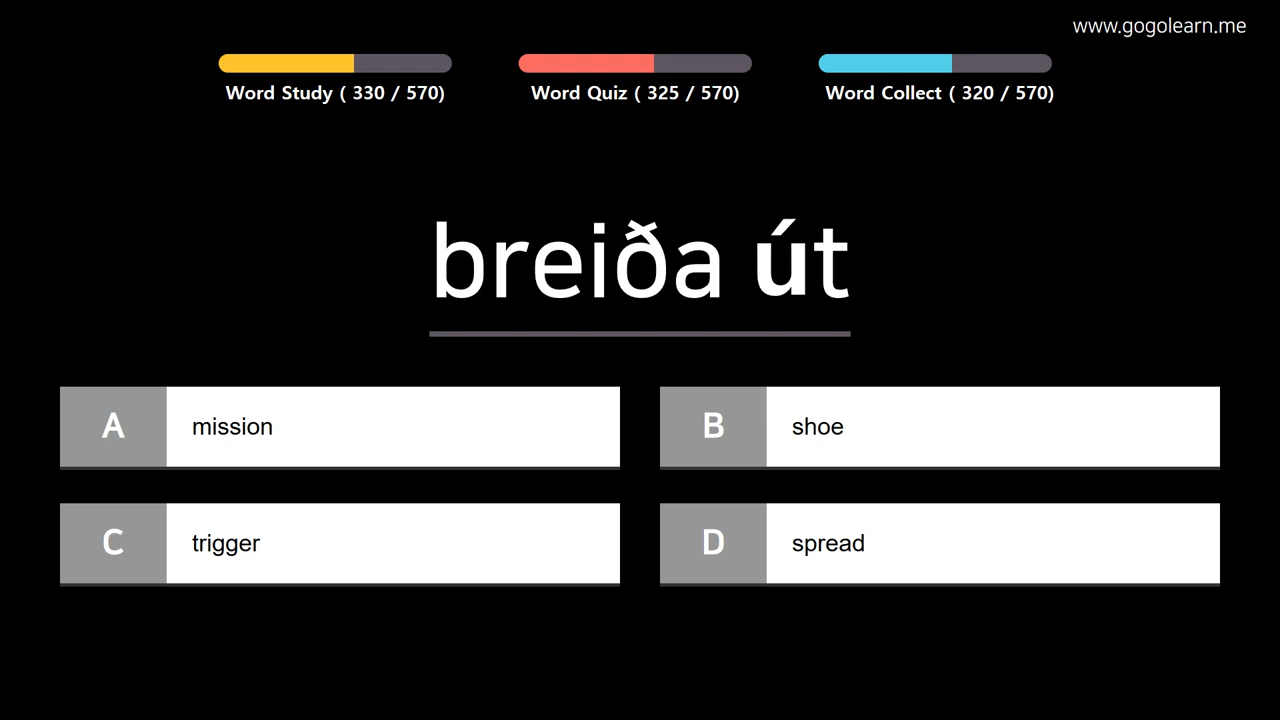 www.gogolearn.me
Word Study ( 330 / 570)
Word Quiz ( 325 / 570)
Word Collect ( 320 / 570)
breiða út
A mission
B shoe
C trigger
D spread